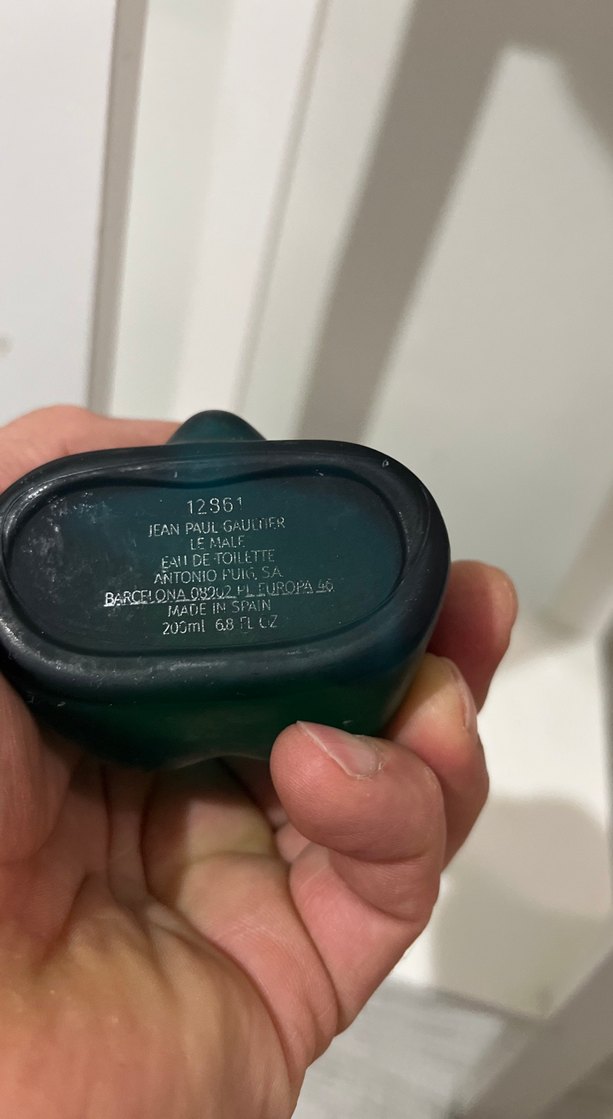 12861
JEAN PAUL GAULTIER
LE MALE
EAU DE TOILETTE
ANTONIO PUIG, SA
BARCELONA 08902 PL EUROPA 46
MADE IN SPAIN
200ml 6.8 FL OZ